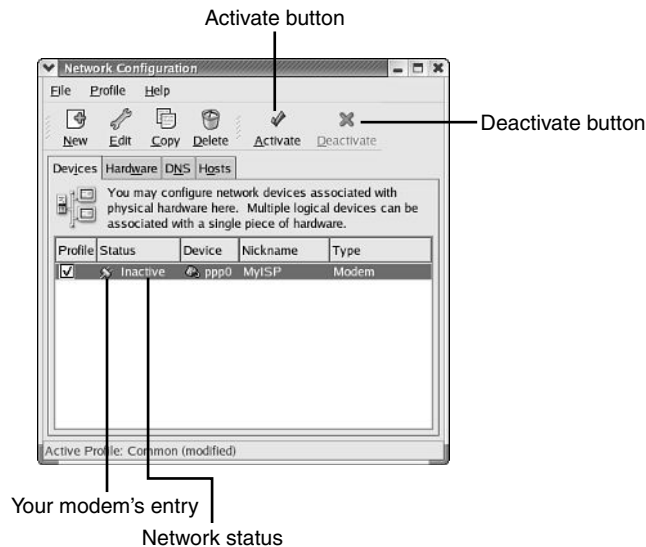 Activate button
Network Configuration
File Profile Help
New Edit Copy Delete Activate Deactivate
Deactivate button
Devices Hardware DNS Hosts
You may configure network devices associated with
physical hardware here. Multiple logical devices can be
associated with a single piece of hardware.
Profile Status Device Nickname Type
Inactive ppp0 MyISP Modem
Active Profile: Common (modified)
Your modem's entry
Network status